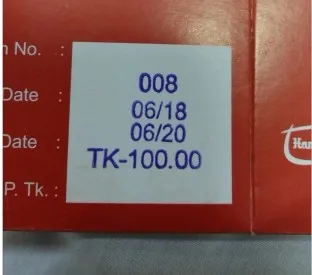 n No. : 008
Date : 06/18
Date : 06/20
P. Tk. : TK-100.00